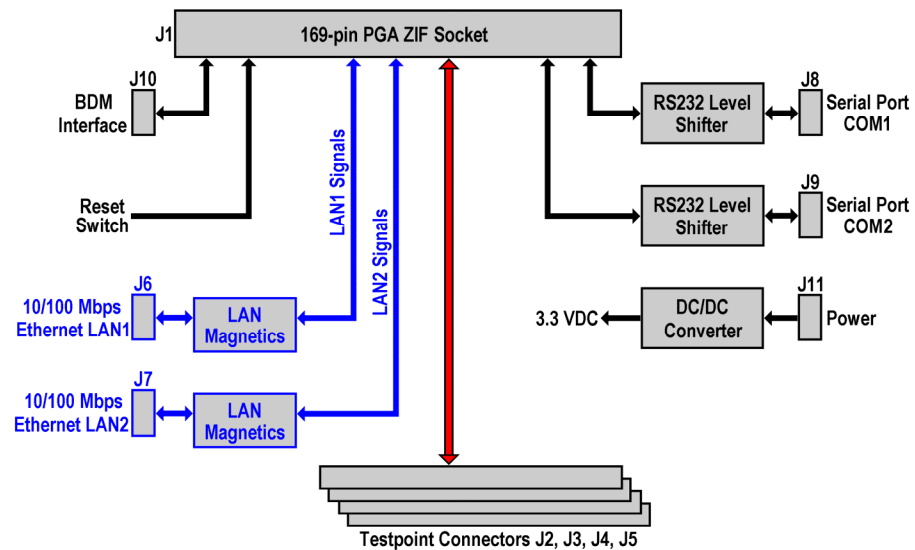 J1
169-pin PGA ZIF Socket
J10
BDM
Interface
Reset
Switch
LAN1 Signals
LAN2 Signals
J6
10/100 Mbps
Ethernet LAN1
LAN
Magnetics
J7
10/100 Mbps
Ethernet LAN2
LAN
Magnetics
RS232 Level
Shifter
J8
Serial Port
COM1
RS232 Level
Shifter
J9
Serial Port
COM2
3.3 VDC
DC/DC
Converter
J11
Power
Testpoint Connectors J2, J3, J4, J5